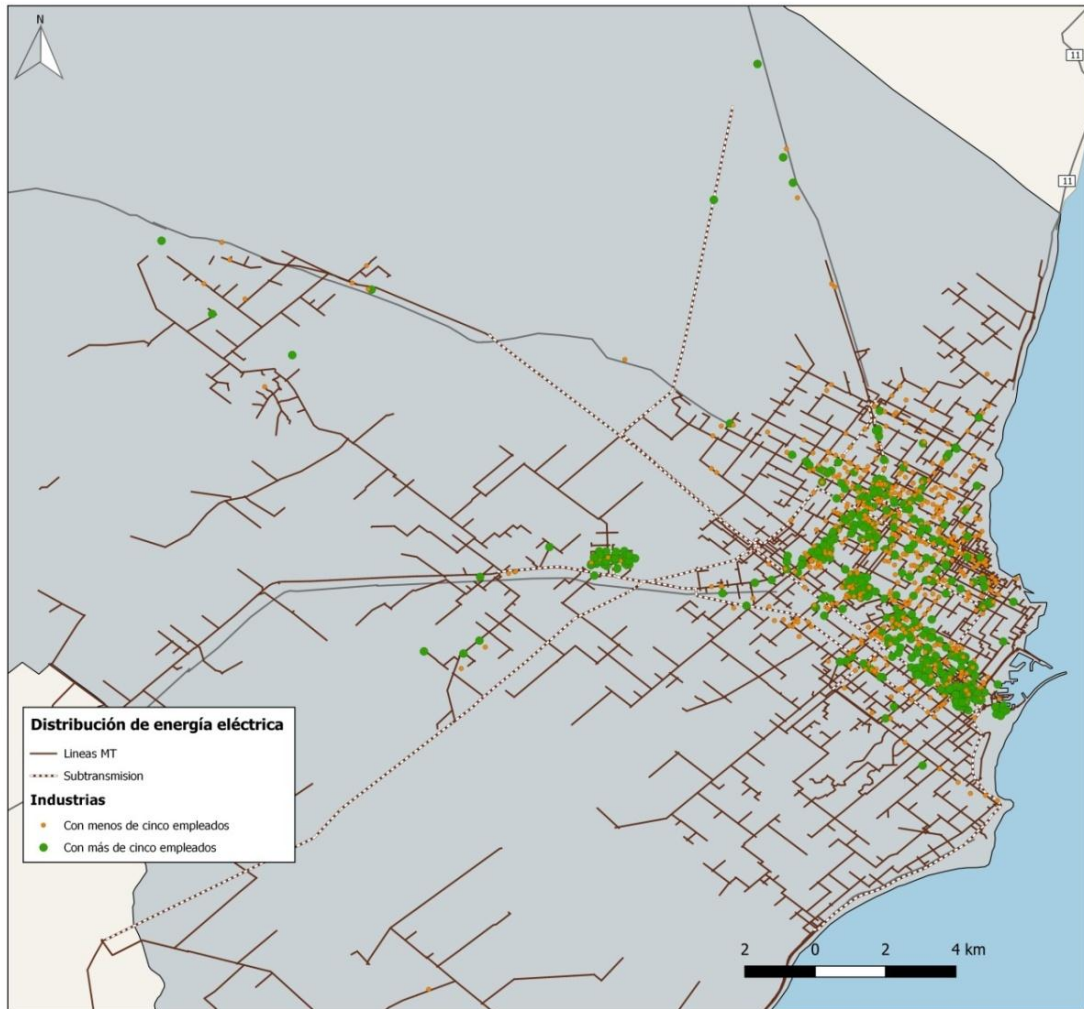 N
11
11
Distribución de energía eléctrica
Lineas MT
Subtransmision
Industrias
Con menos de cinco empleados
Con más de cinco empleados
2 0 2 4 km